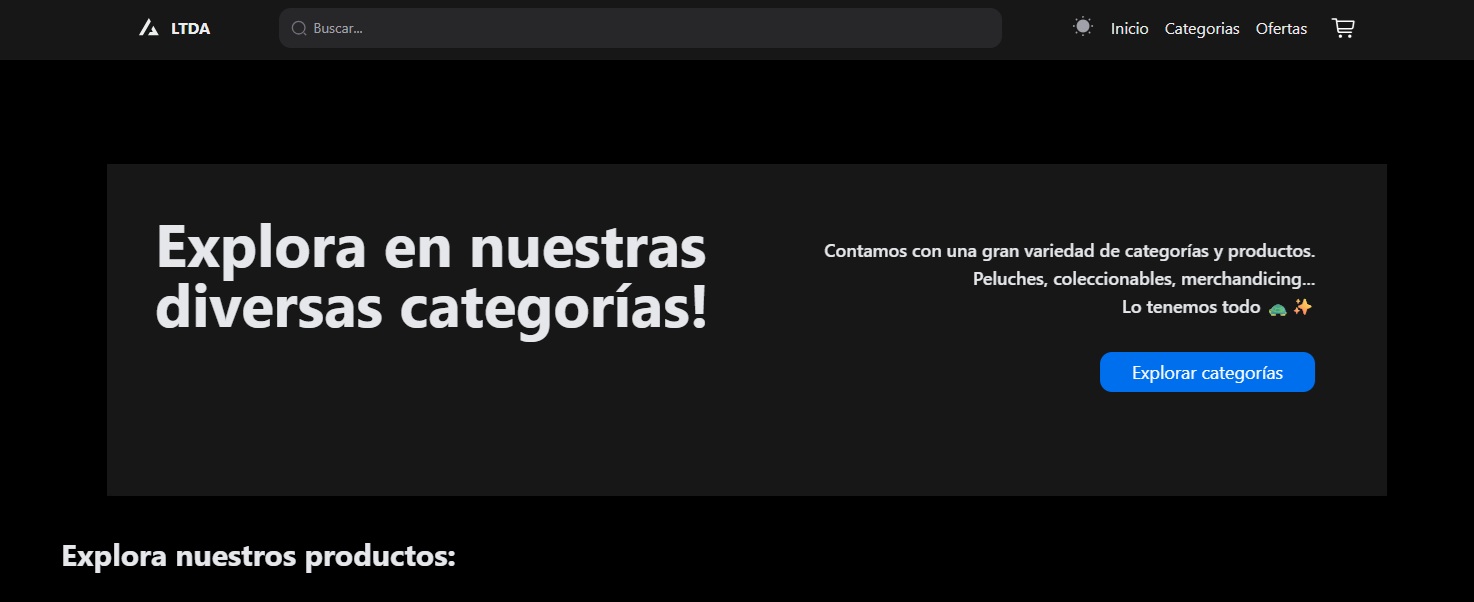 LTDA
Buscar...
Inicio
Categorias
Ofertas
Explora en nuestras
diversas categorías!
Contamos con una gran variedad de categorías y productos.
Peluches, coleccionables, merchandicing...
Lo tenemos todo 🐢✨
Explorar categorías
Explora nuestros productos: